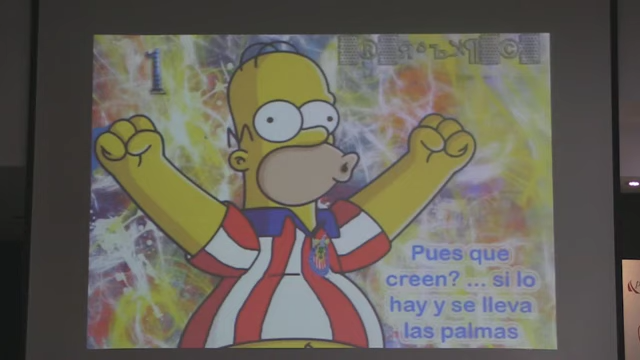 1
Pues que
creen? ... si lo
hay y se lleva
las palmas